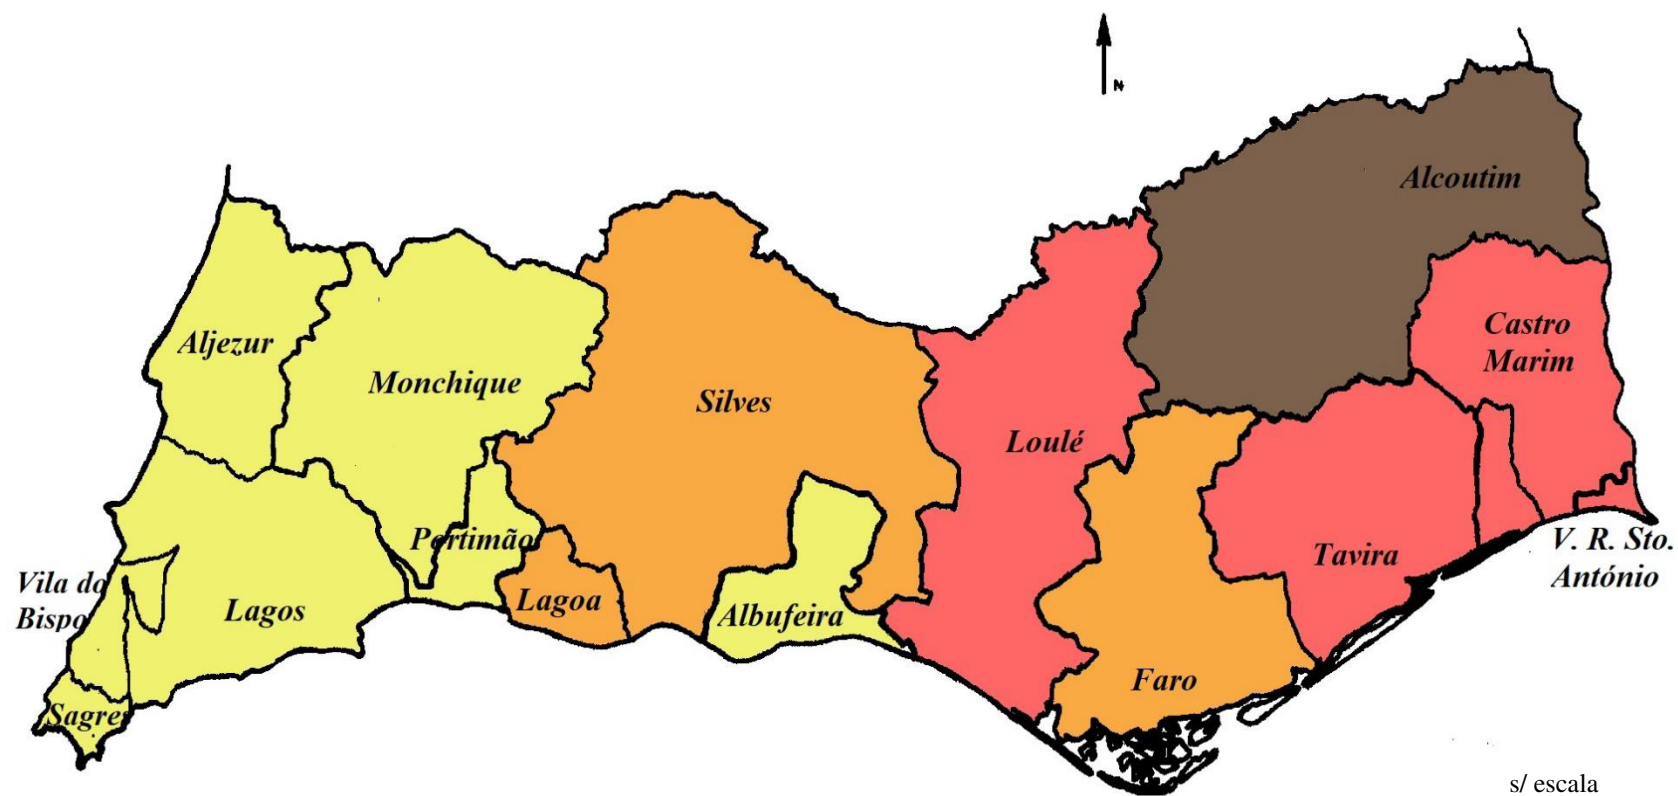 N
Alcoutim
Aljezur
Castro
Marim
Monchique
Silves
Loulé
Portimão
Tavira
V. R. Sto.
António
Vila do
Bispo
Lagos
Lagoa
Albufeira
Faro
Sagres
s/ escala